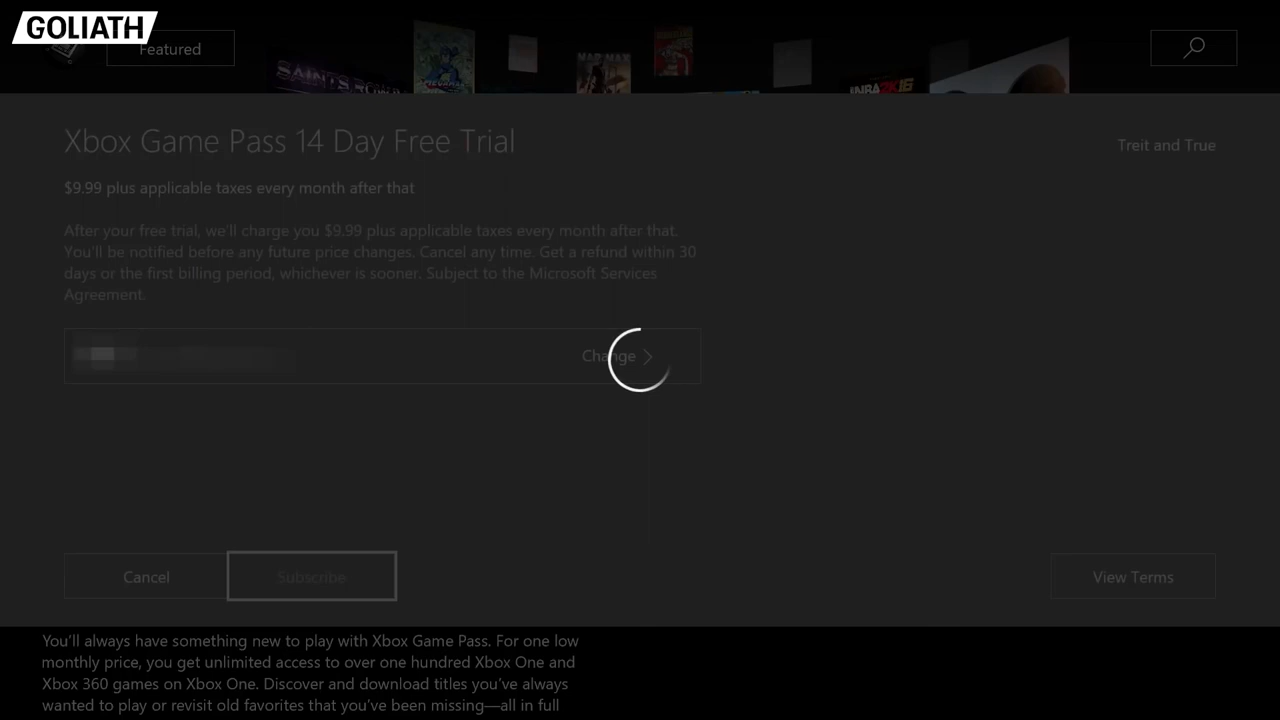 GOLIATH
Featured
SAINTS ROW
MAD MAX
NBA 2K16
Xbox Game Pass 14 Day Free Trial
Treit and True
$9.99 plus applicable taxes every month after that
After your free trial, we'll charge you $9.99 plus applicable taxes every month after that.
You'll be notified before any future price changes. Cancel any time. Get a refund within 30
days or the first billing period, whichever is sooner. Subject to the Microsoft Services
Agreement.
Change
Cancel
Subscribe
View Terms
You'll always have something new to play with Xbox Game Pass. For one low
monthly price, you get unlimited access to over one hundred Xbox One and
Xbox 360 games on Xbox One. Discover and download titles you've always
wanted to play or revisit old favorites that you've been missing—all in full